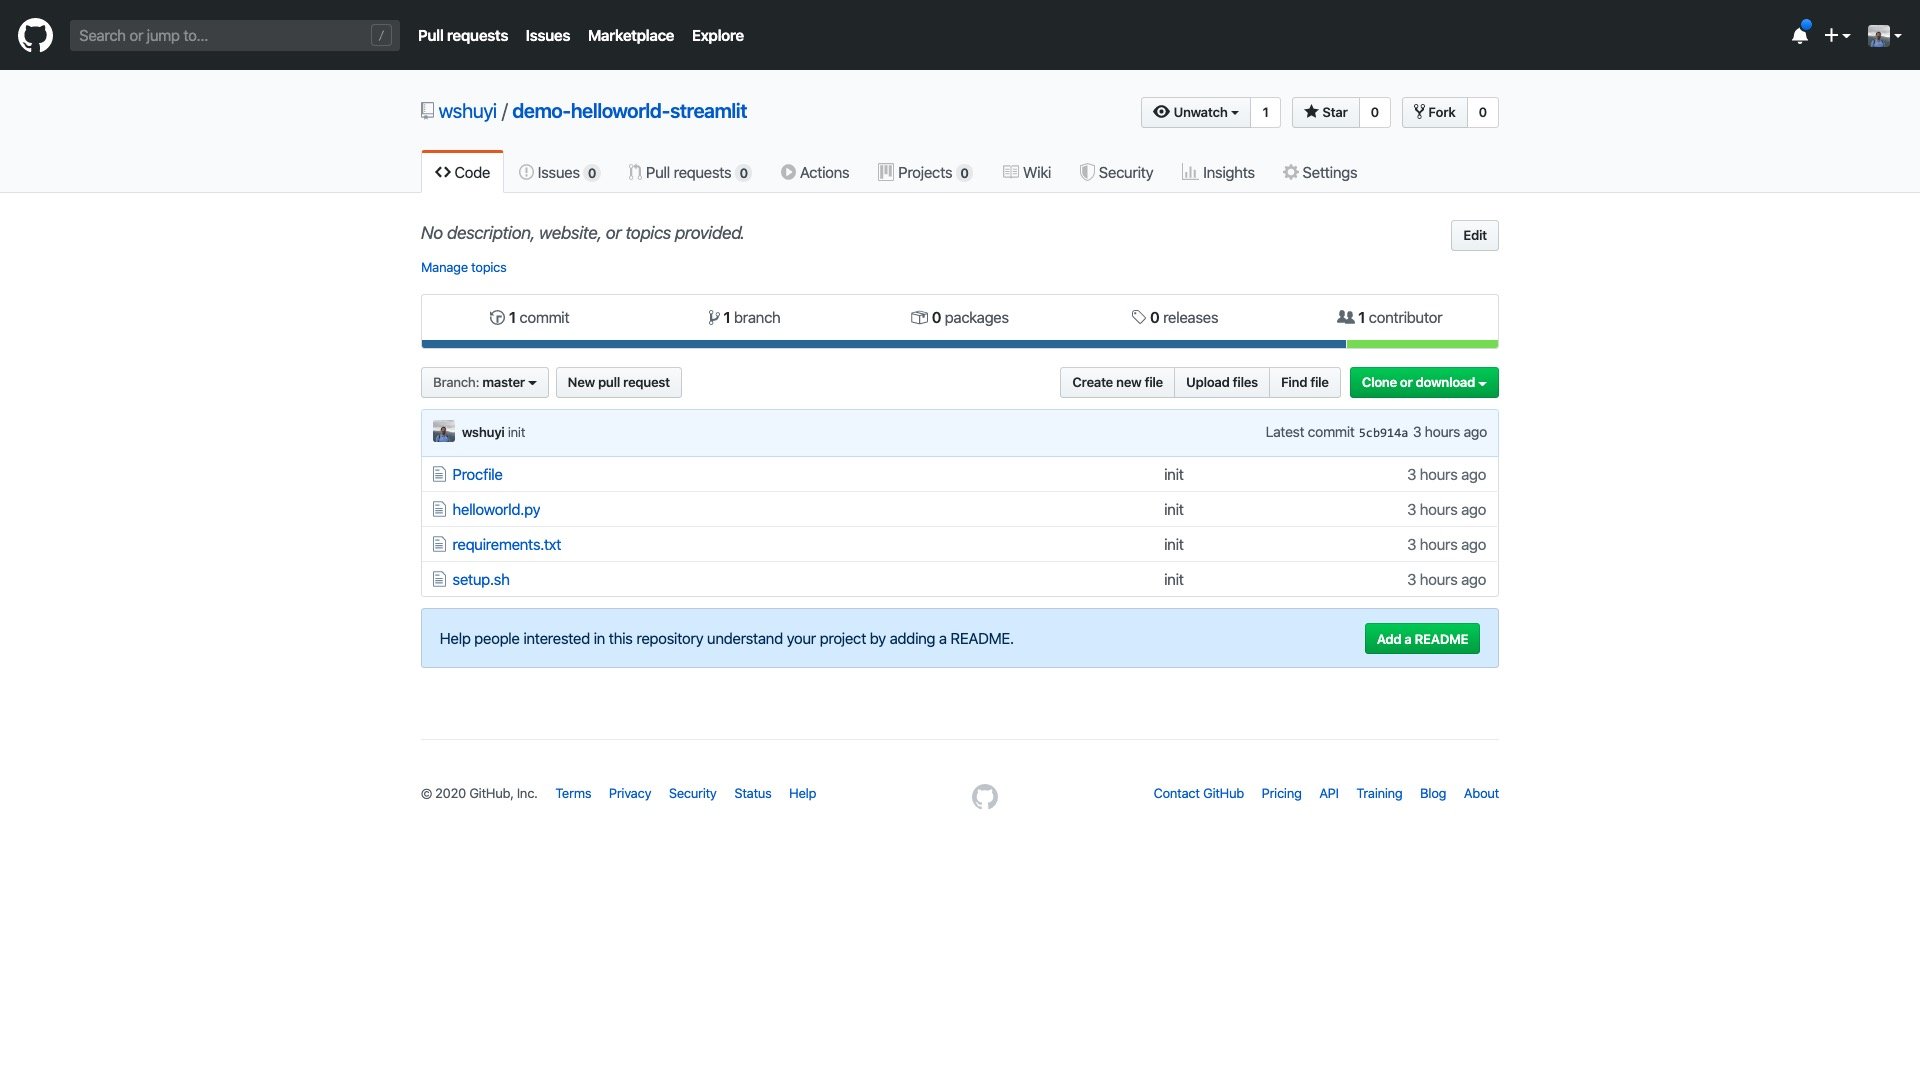 Search or jump to... / Pull requests Issues Marketplace Explore
wshuyi / demo-helloworld-streamlit Unwatch 1 Star 0 Fork 0
Code Issues 0 Pull requests 0 Actions Projects 0 Wiki Security Insights Settings
No description, website, or topics provided. Edit
Manage topics
1 commit 1 branch 0 packages 0 releases 1 contributor
Branch: master New pull request Create new file Upload files Find file Clone or download
wshuyi init Latest commit 5cb914a 3 hours ago
Procfile init 3 hours ago
helloworld.py init 3 hours ago
requirements.txt init 3 hours ago
setup.sh init 3 hours ago
Help people interested in this repository understand your project by adding a README. Add a README
© 2020 GitHub, Inc. Terms Privacy Security Status Help Contact GitHub Pricing API Training Blog About